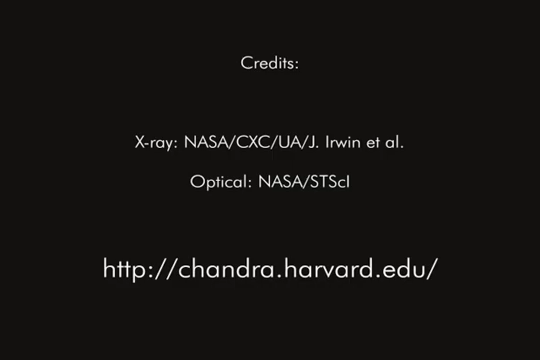 Credits:
X-ray: NASA/CXC/UA/J. Irwin et al.
Optical: NASA/STScI
http://chandra.harvard.edu/